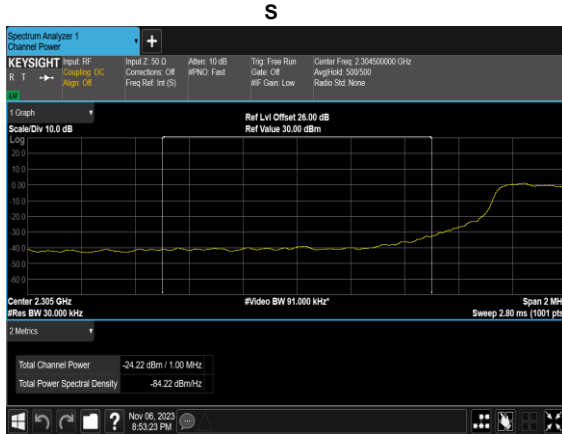 S
Spectrum Analyzer 1
Channel Power
+
KEYSIGHT
R T
Input: RF
Coupling: DC
Align: Off
Input Z: 50 Ω
Corrections: Off
Freq Ref: Int (S)
Atten: 10 dB
#PNO: Fast
Trig: Free Run
Gate: Off
#IF Gain: Low
Center Freq: 2.304500000 GHz
Avg|Hold: 500/500
Radio Std: None
1 Graph
Scale/Div 10.0 dB
Ref Lvl Offset 26.00 dB
Ref Value 30.00 dBm
Log
20.0
10.0
0.00
-10.0
-20.0
-30.0
-40.0
-50.0
-60.0
Center 2.305 GHz
#Res BW 30.000 kHz
#Video BW 91.000 kHz*
Span 2 MH
Sweep 2.80 ms (1001 pts
2 Metrics
Total Channel Power -24.22 dBm / 1.00 MHz
Total Power Spectral Density -84.22 dBm/Hz
?
Nov 06, 2023
8:53:23 PM